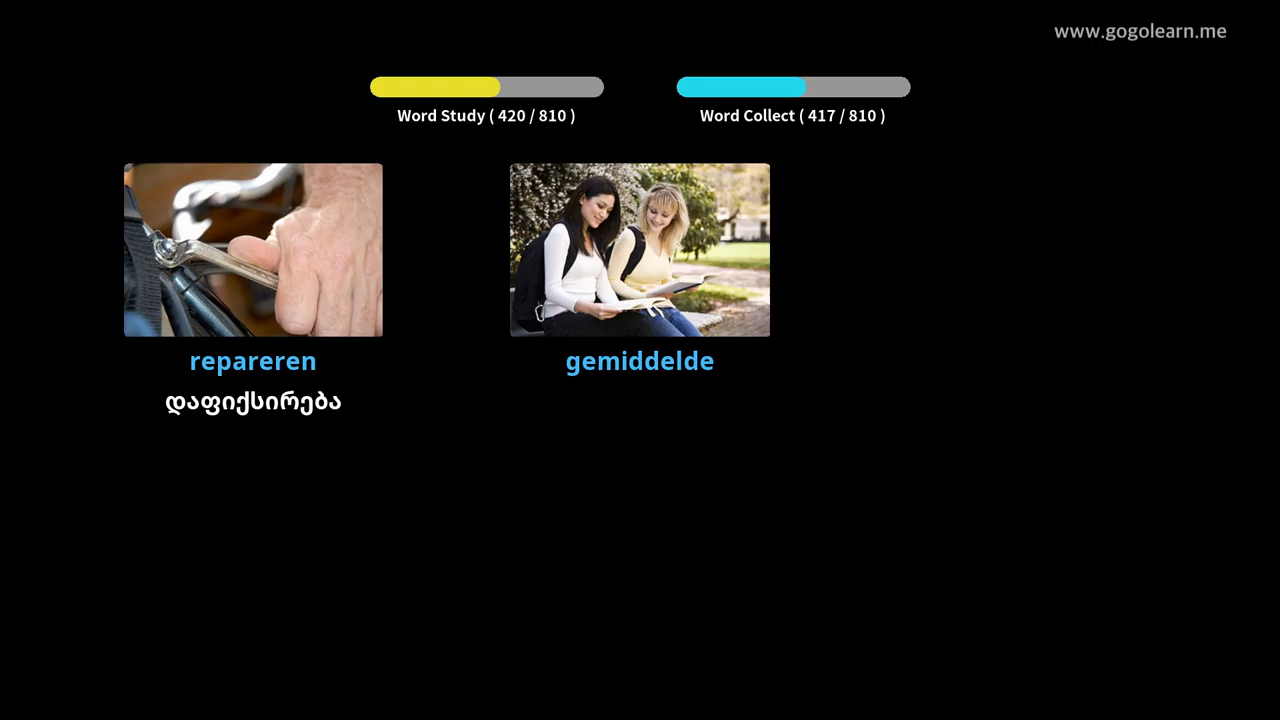 www.gogolearn.me
Word Study ( 420 / 810 )
Word Collect ( 417 / 810 )
repareren
gemiddelde
დაფიქსირება